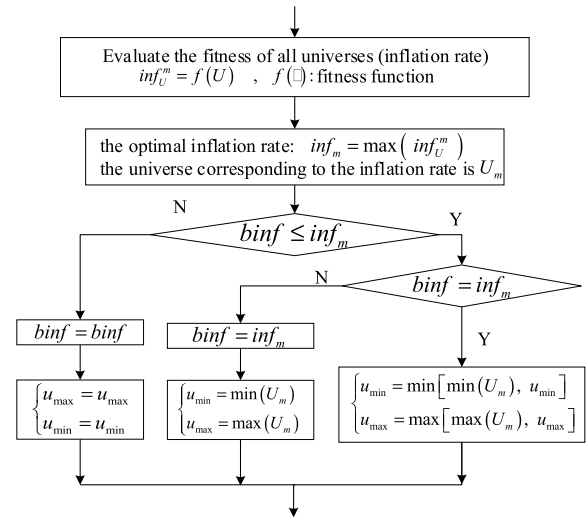 Evaluate the fitness of all universes (inflation rate)
inf_U^m = f(U) , f(□): fitness function
the optimal inflation rate: inf_m = max(inf_U^m)
the universe corresponding to the inflation rate is U_m
N
Y
binf ≤ inf_m
N
binf = inf_m
Y
binf = binf
binf = inf_m
{u_max = u_max
u_min = u_min
{u_min = min(U_m)
u_max = max(U_m)
{u_min = min[min(U_m), u_min]
u_max = max[max(U_m), u_max]